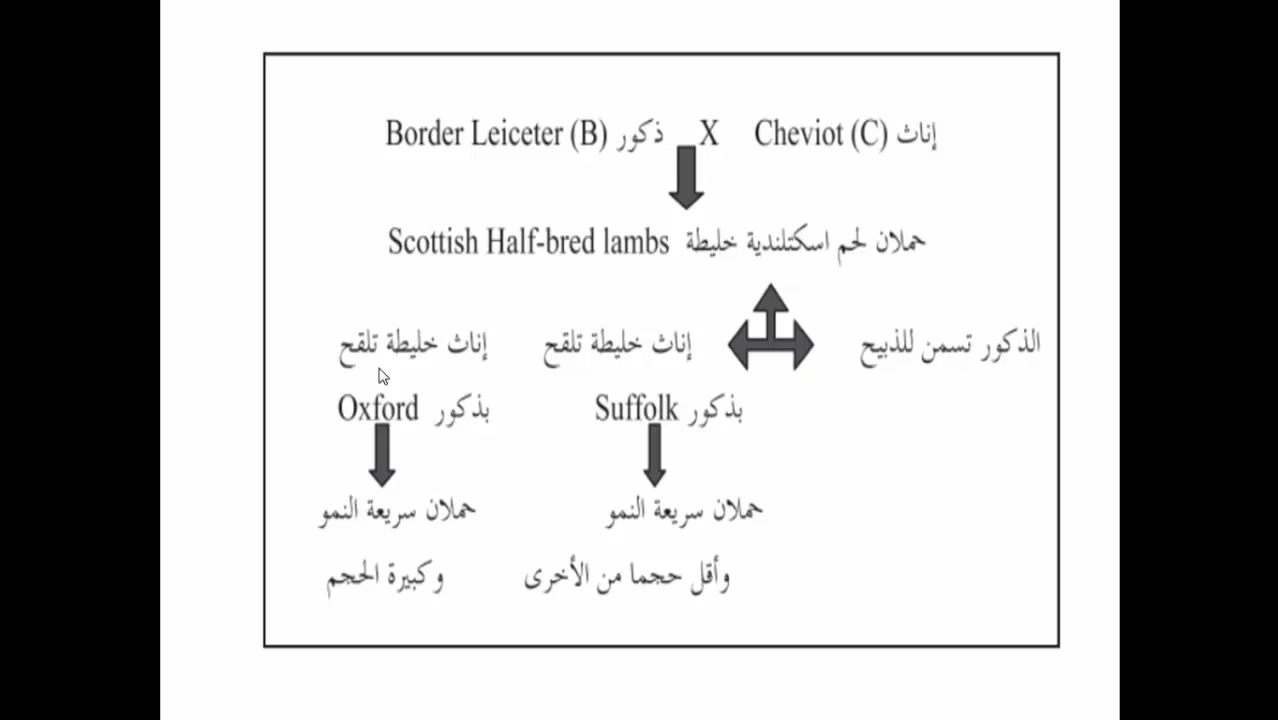 Border Leiceter (B) ذكور X Cheviot (C) إناث
Scottish Half-bred lambs حملان لحم اسكتلندية خليطة
الذكور تسمن للذبيح
إناث خليطة تلقح
إناث خليطة تلقح
بذكور Suffolk
بذكور Oxford
حملان سريعة النمو
حملان سريعة النمو
وأقل حجما من الأخرى
وكبيرة الحجم